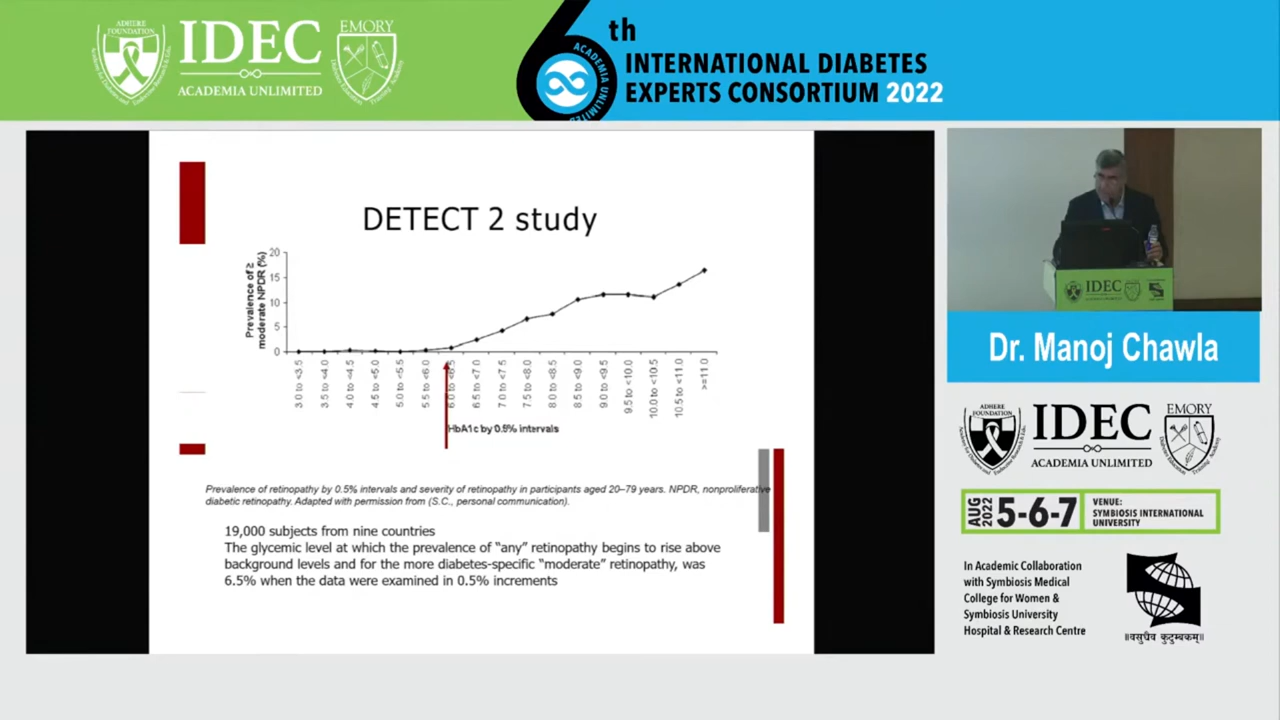 ADHERE
FOUNDATION
IDEC
ACADEMIA UNLIMITED
EMORY
6th
ACADEMIA UNLIMITED
INTERNATIONAL DIABETES
EXPERTS CONSORTIUM 2022
DETECT 2 study
Prevalence of ≥
moderate NPDR (%)
20
15
10
5
0
3.0 to <3.5
3.5 to <4.0
4.0 to <4.5
4.5 to <5.0
5.0 to <5.5
5.5 to <6.0
6.0 to <6.5
6.5 to <7.0
7.0 to <7.5
7.5 to <8.0
8.0 to <8.5
8.5 to <9.0
9.0 to <9.5
9.5 to <10.0
10.0 to <10.5
10.5 to <11.0
>=11.0
HbA1c by 0.5% intervals
Prevalence of retinopathy by 0.5% intervals and severity of retinopathy in participants aged 20–79 years. NPDR, nonproliferative
diabetic retinopathy. Adapted with permission from (S.C., personal communication).
19,000 subjects from nine countries
The glycemic level at which the prevalence of “any” retinopathy begins to rise above
background levels and for the more diabetes-specific “moderate” retinopathy, was
6.5% when the data were examined in 0.5% increments
IDEC
Dr. Manoj Chawla
ADHERE
FOUNDATION
IDEC
ACADEMIA UNLIMITED
EMORY
AUG
2022
5-6-7
VENUE:
SYMBIOSIS INTERNATIONAL
UNIVERSITY
In Academic Collaboration
with Symbiosis Medical
College for Women &
Symbiosis University
Hospital & Research Centre
॥वसुधैव कुटुम्बकम्॥